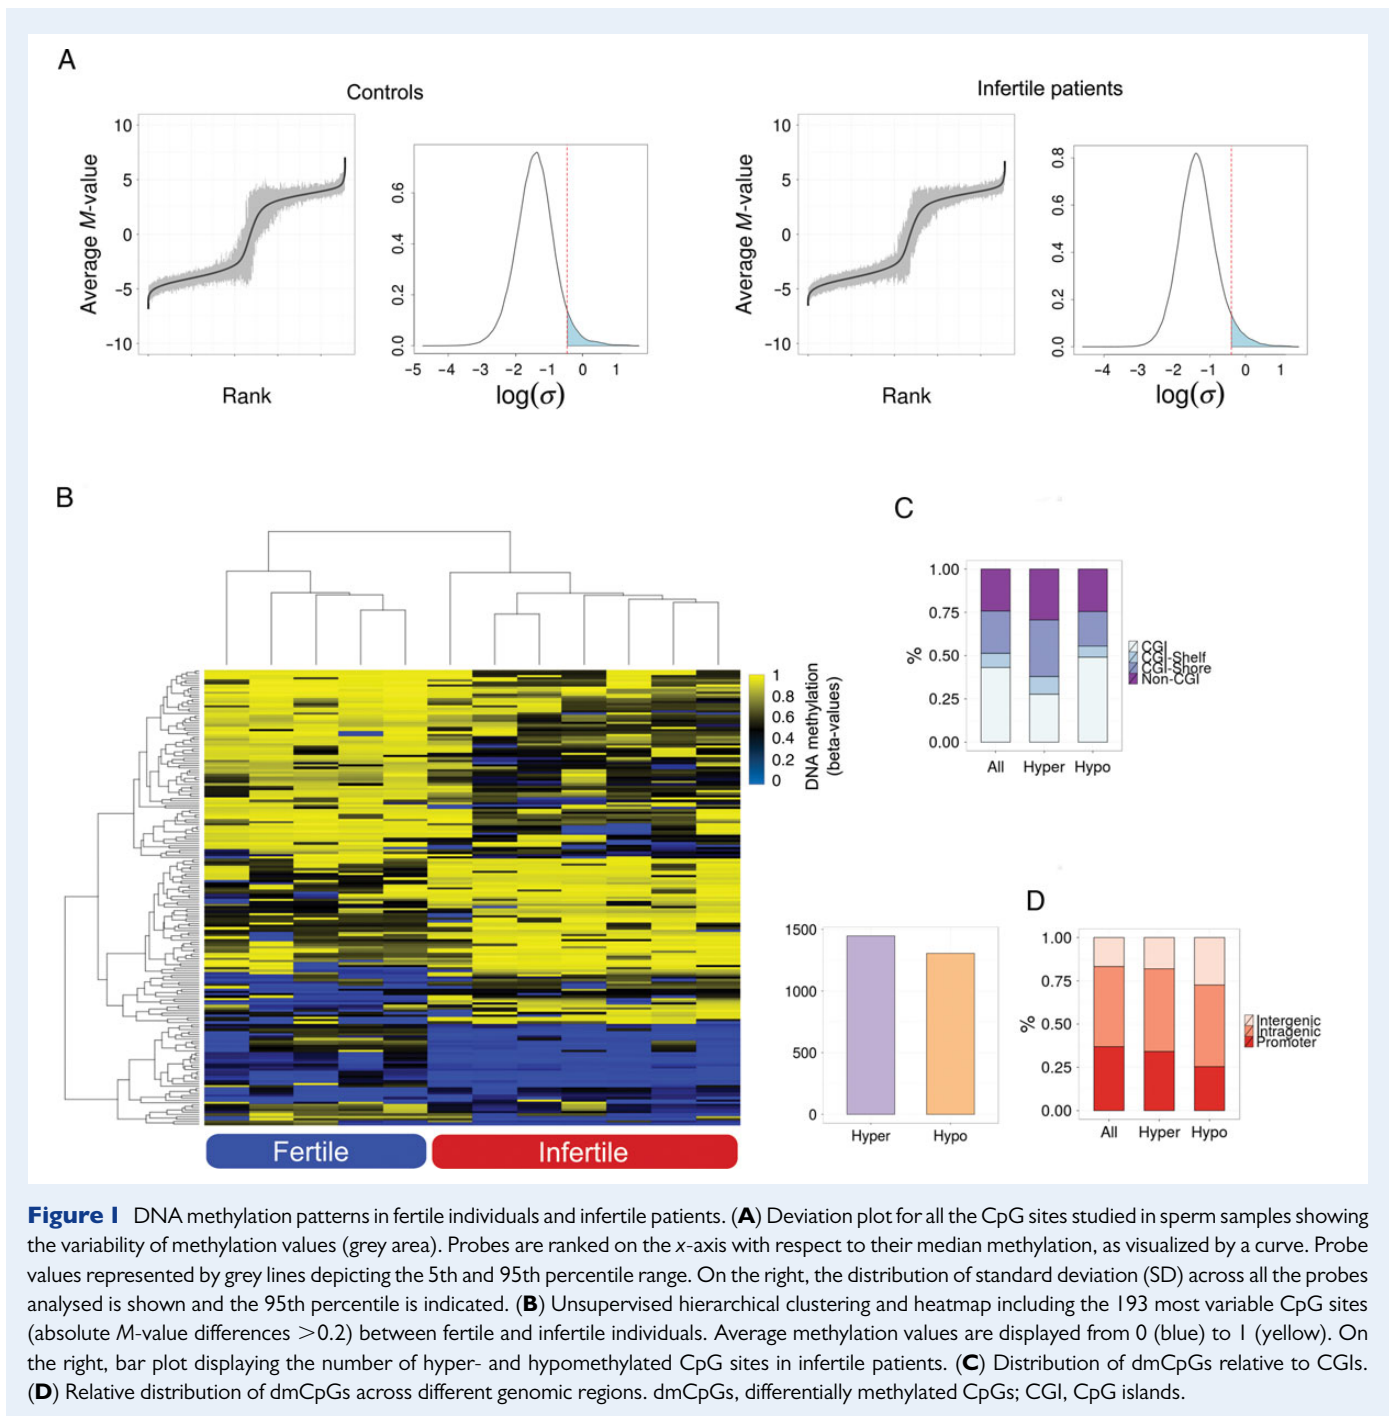 A
Controls
Infertile patients
Average M-value
10
5
0
−5
−10
Rank
0.0 0.2 0.4 0.6
−5 −4 −3 −2 −1 0 1
log(σ)
Average M-value
10
5
0
−5
−10
Rank
0.0 0.2 0.4 0.6 0.8
−4 −3 −2 −1 0 1
log(σ)
B
1
0.8
0.6
0.4
0.2
0
DNA methylation
(beta-values)
Fertile
Infertile
1500
1000
500
0
Hyper Hypo
C
%
1.00
0.75
0.50
0.25
0.00
All Hyper Hypo
CGI
CGI-Shelf
CGI-Shore
Non-CGI
D
%
1.00
0.75
0.50
0.25
0.00
All Hyper Hypo
Intergenic
Intragenic
Promoter
Figure 1 DNA methylation patterns in fertile individuals and infertile patients. (A) Deviation plot for all the CpG sites studied in sperm samples showing
the variability of methylation values (grey area). Probes are ranked on the x-axis with respect to their median methylation, as visualized by a curve. Probe
values represented by grey lines depicting the 5th and 95th percentile range. On the right, the distribution of standard deviation (SD) across all the probes
analysed is shown and the 95th percentile is indicated. (B) Unsupervised hierarchical clustering and heatmap including the 193 most variable CpG sites
(absolute M-value differences >0.2) between fertile and infertile individuals. Average methylation values are displayed from 0 (blue) to 1 (yellow). On
the right, bar plot displaying the number of hyper- and hypomethylated CpG sites in infertile patients. (C) Distribution of dmCpGs relative to CGIs.
(D) Relative distribution of dmCpGs across different genomic regions. dmCpGs, differentially methylated CpGs; CGI, CpG islands.